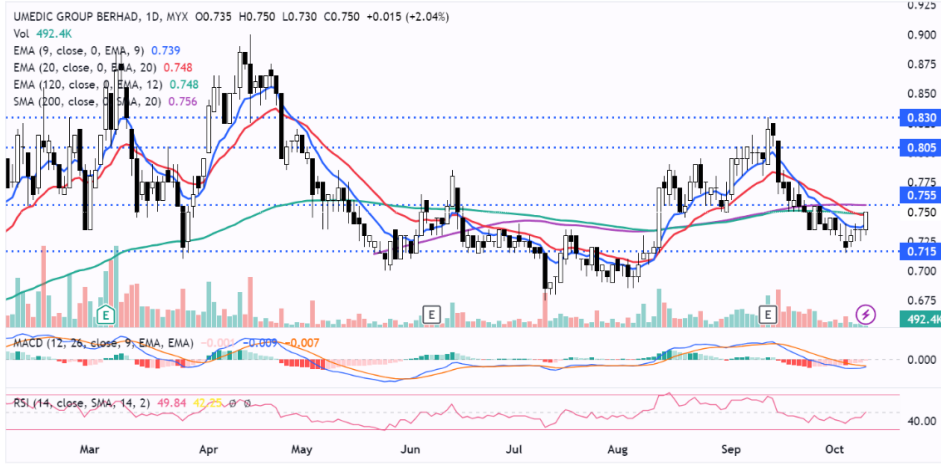 UMEDIC GROUP BERHAD, 1D, MYX O0.735 H0.750 L0.730 C0.750 +0.015 (+2.04%)
Vol 492.4K
EMA (9, close, 0, EMA, 9) 0.739
EMA (20, close, 0, EMA, 20) 0.748
EMA (120, close, 0, EMA, 12) 0.748
SMA (200, close, 0, SMA, 20) 0.756
0.925
0.900
0.875
0.850
0.830
0.805
0.775
0.755
0.750
0.725
0.715
0.700
0.675
492.4K
E
E
E
MACD (12, 26, close, 9, EMA, EMA) -0.001 -0.009 -0.007
0.000
RSI (14, close, SMA, 14, 2) 49.84 42.25 ø ø
40.00
Mar Apr May Jun Jul Aug Sep Oct